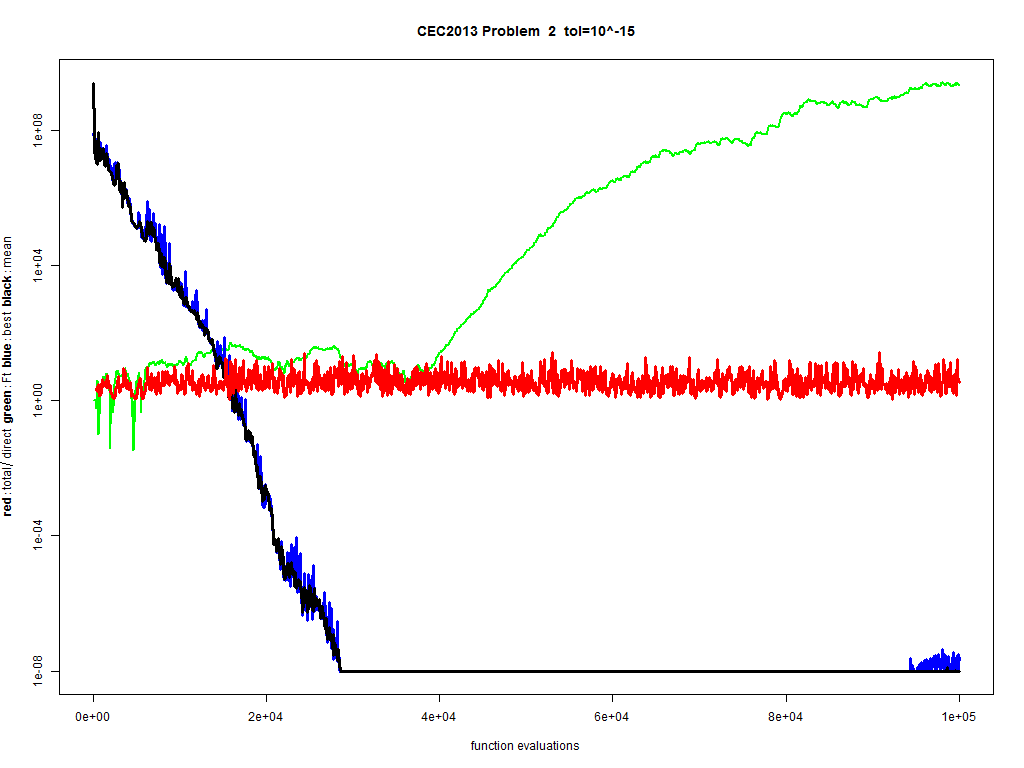 CEC2013 Problem 2 tol=10^-15
red : total/ direct green : Ft blue : best black : mean
1e+08
1e+04
1e+00
1e-04
1e-08
0e+00 2e+04 4e+04 6e+04 8e+04 1e+05
function evaluations